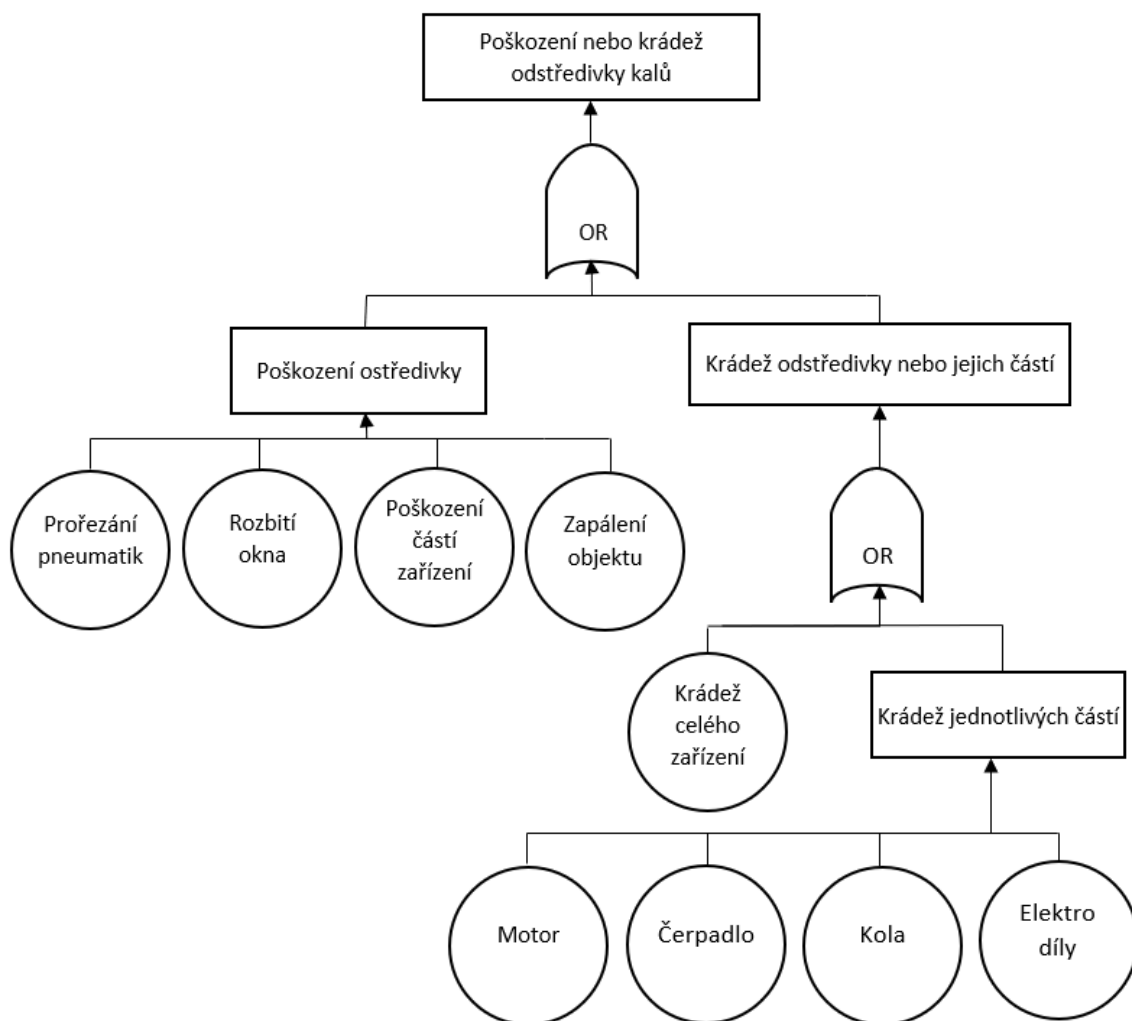 Poškození nebo krádež
odstředivky kalů
OR
Poškození ostředivky
Krádež odstředivky nebo jejich částí
Prořezání
pneumatik
Rozbití
okna
Poškození
částí
zařízení
Zapálení
objektu
OR
Krádež
celého
zařízení
Krádež jednotlivých částí
Motor
Čerpadlo
Kola
Elektro
díly